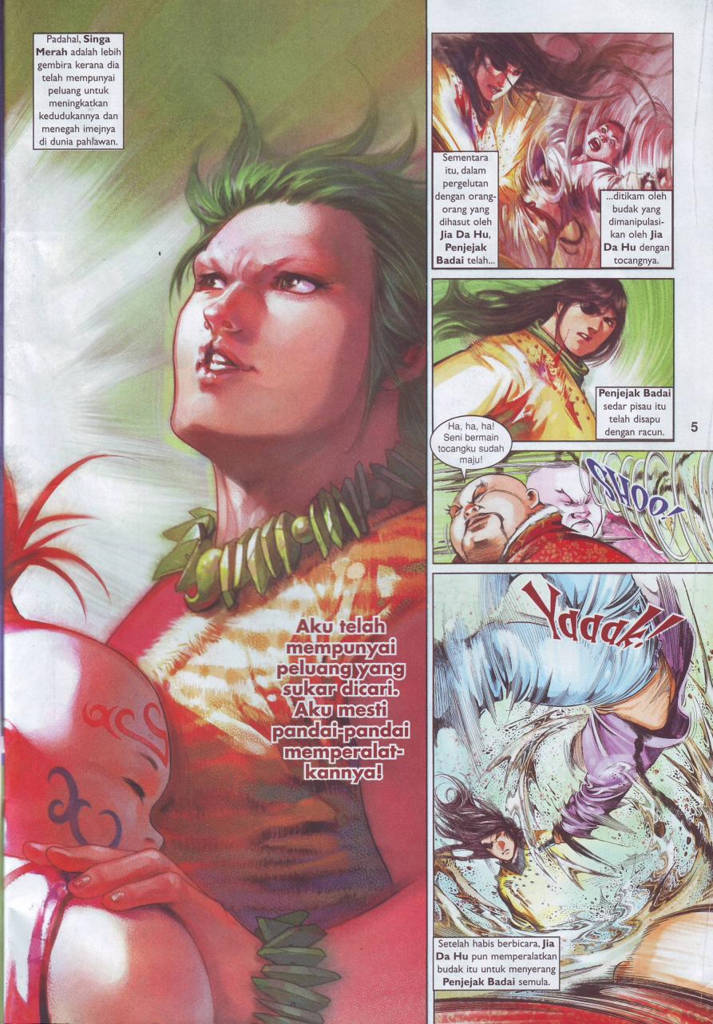 Padahal, Singa
Merah adalah lebih
gembira kerana dia
telah mempunyai
peluang untuk
meningkatkan
kedudukannya dan
menegah imejnya
di dunia pahlawan.
Aku telah
mempunyai
peluang yang
sukar dicari.
Aku mesti
pandai-pandai
memperalat-
kannya!
Sementara
itu, dalam
pergelutan
dengan orang-
orang yang
dihasut oleh
Jia Da Hu,
Penjejak
Badai telah...
...ditikam oleh
budak yang
dimanipulasi-
kan oleh Jia
Da Hu dengan
tocangnya.
Penjejak Badai
sedar pisau itu
telah disapu
dengan racun.
5
Ha, ha, ha!
Seni bermain
tocangku sudah
maju!
SHOO!
Yaaak!
Setelah habis berbicara, Jia
Da Hu pun memperalatkan
budak itu untuk menyerang
Penjejak Badai semula.